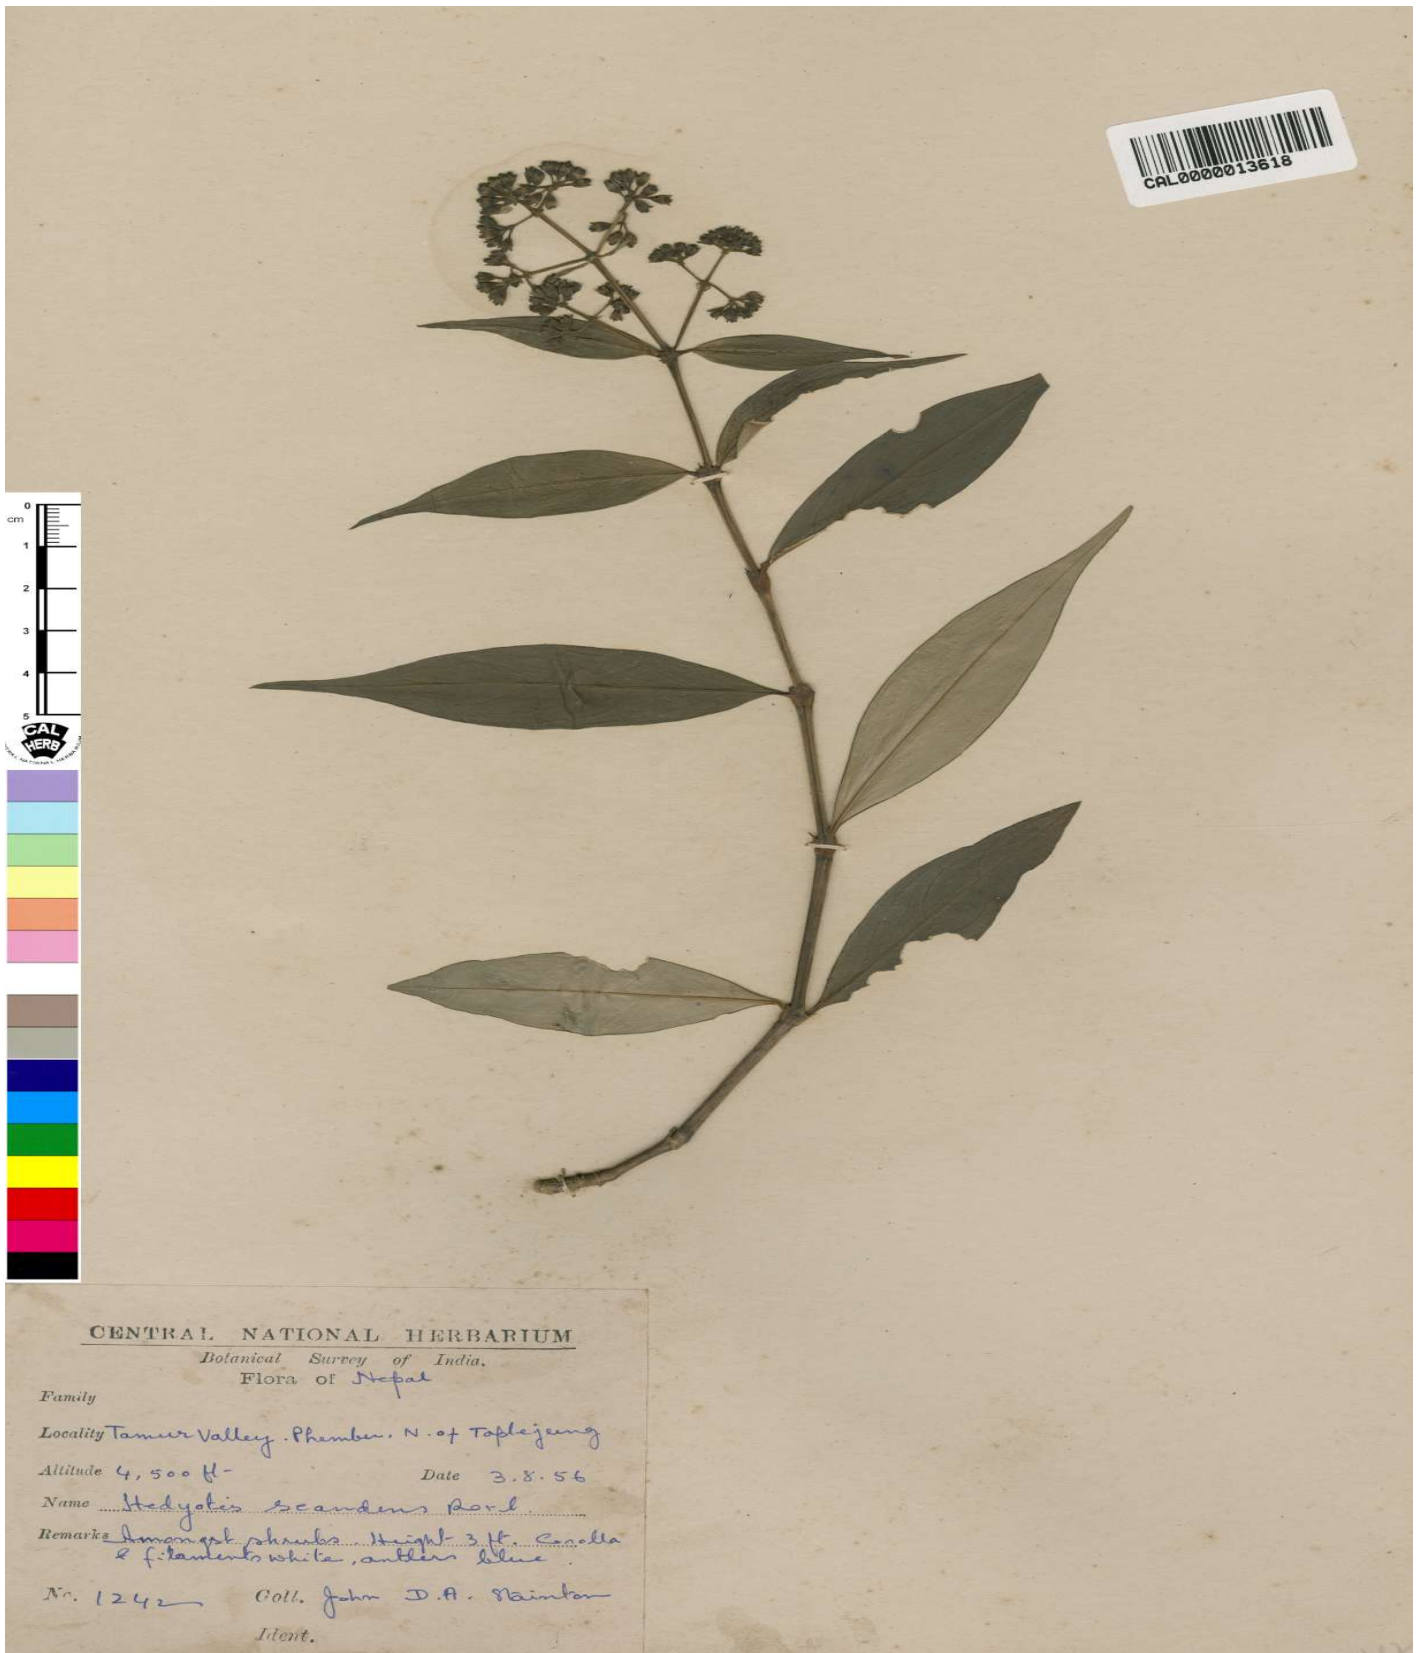 CAL0000013618
0
cm
1
2
3
4
5
CAL
HERB
CENTRAL NATIONAL HERBARIUM
Botanical Survey of India.
Flora of Nepal
Family
Locality Tamur Valley. Phember. N. of Taplejung
Altitude 4,500 ft- Date 3.8.56
Name Hedyotis scandens Roxb.
Remarks Amongst shrubs. Height 3 ft. Corolla
& filaments white, anthers blue.
No. 1242 Coll. John D.A. Stainton
Ident.